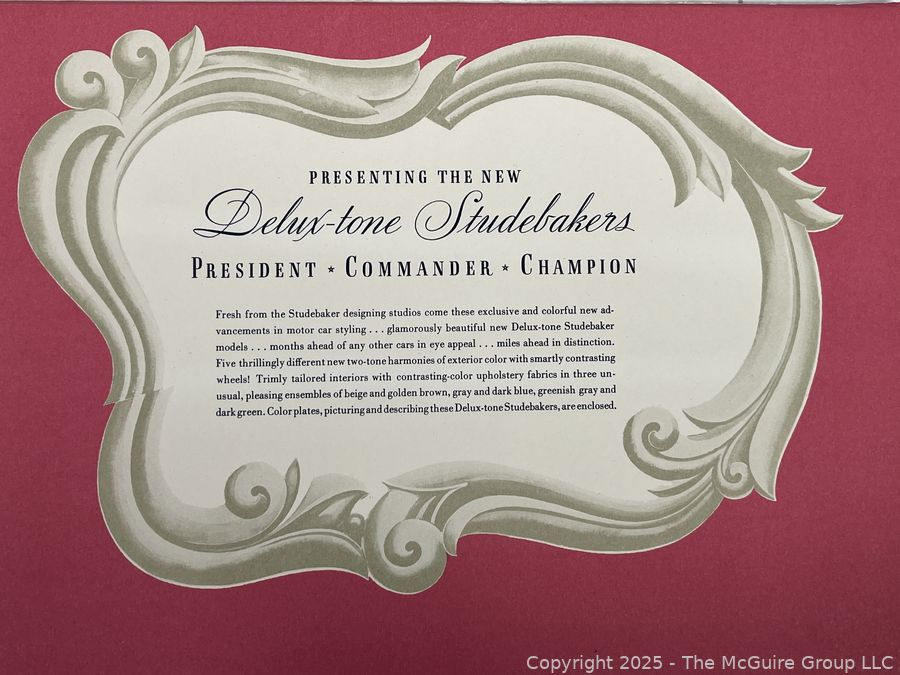 PRESENTING THE NEW
Delux-tone Studebakers
PRESIDENT ★ COMMANDER ★ CHAMPION
Fresh from the Studebaker designing studios come these exclusive and colorful new ad-
vancements in motor car styling . . . glamorously beautiful new Delux-tone Studebaker
models . . . months ahead of any other cars in eye appeal . . . miles ahead in distinction.
Five thrillingly different new two-tone harmonies of exterior color with smartly contrasting
wheels! Trimly tailored interiors with contrasting-color upholstery fabrics in three un-
usual, pleasing ensembles of beige and golden brown, gray and dark blue, greenish gray and
dark green. Color plates, picturing and describing these Delux-tone Studebakers, are enclosed.
Copyright 2025 - The McGuire Group LLC